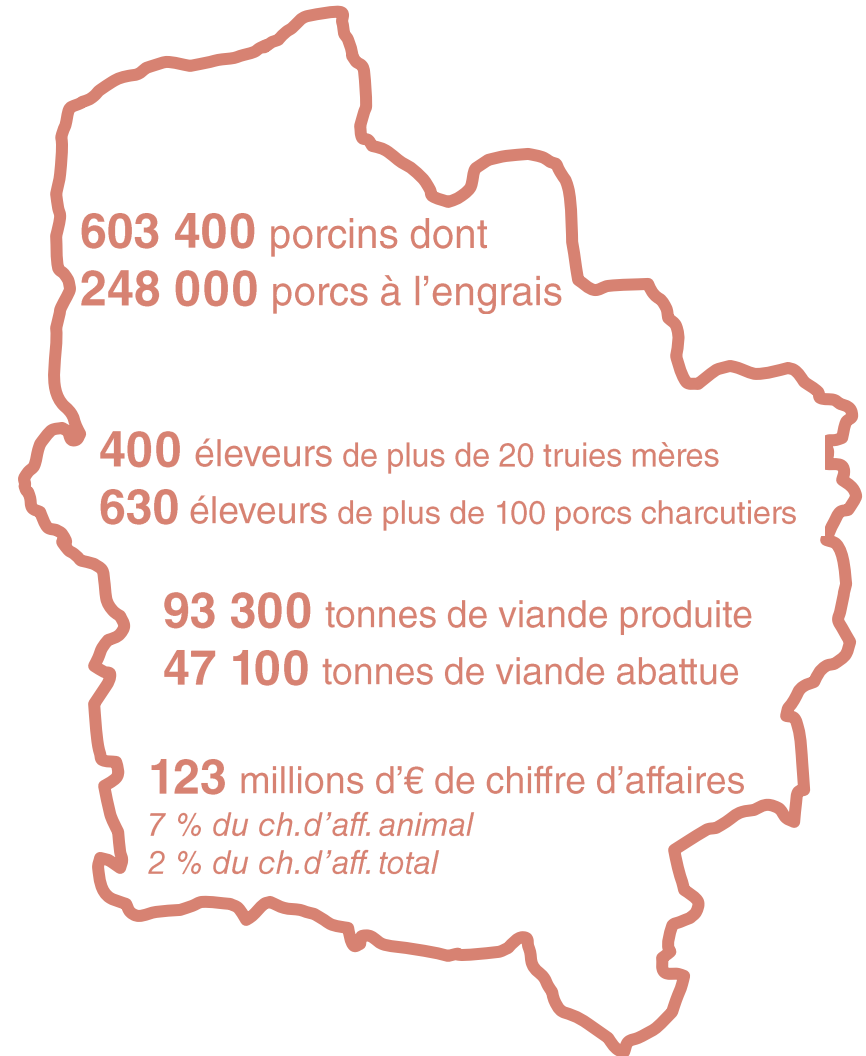 603 400 porcins dont
248 000 porcs à l’engrais
400 éleveurs de plus de 20 truies mères
630 éleveurs de plus de 100 porcs charcutiers
93 300 tonnes de viande produite
47 100 tonnes de viande abattue
123 millions d’€ de chiffre d’affaires
7 % du ch.d’aff. animal
2 % du ch.d’aff. total